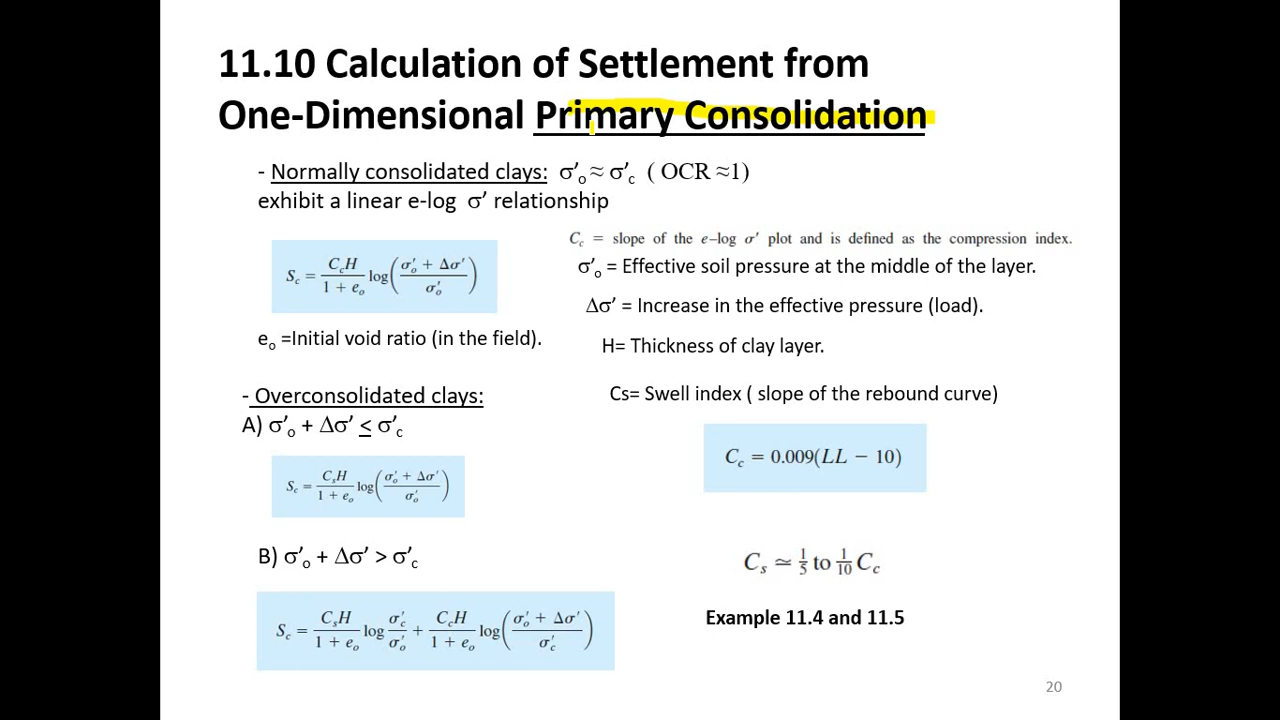 11.10 Calculation of Settlement from
One-Dimensional Primary Consolidation
- Normally consolidated clays: σ′o ≈ σ′c ( OCR ≈1)
exhibit a linear e-log σ′ relationship
Cc = slope of the e–log σ′ plot and is defined as the compression index.
Sc = CcH / (1 + eo) log((σ′o + Δσ′) / σ′o)
σ′o = Effective soil pressure at the middle of the layer.
Δσ′ = Increase in the effective pressure (load).
eo =Initial void ratio (in the field).
H= Thickness of clay layer.
- Overconsolidated clays:
Cs= Swell index ( slope of the rebound curve)
A) σ′o + Δσ′ ≤ σ′c
Cc = 0.009(LL − 10)
Sc = CsH / (1 + eo) log((σ′o + Δσ′) / σ′o)
B) σ′o + Δσ′ > σ′c
Cs ≃ 1/5 to 1/10 Cc
Sc = CsH / (1 + eo) log σ′c / σ′o + CcH / (1 + eo) log((σ′o + Δσ′) / σ′c)
Example 11.4 and 11.5
20